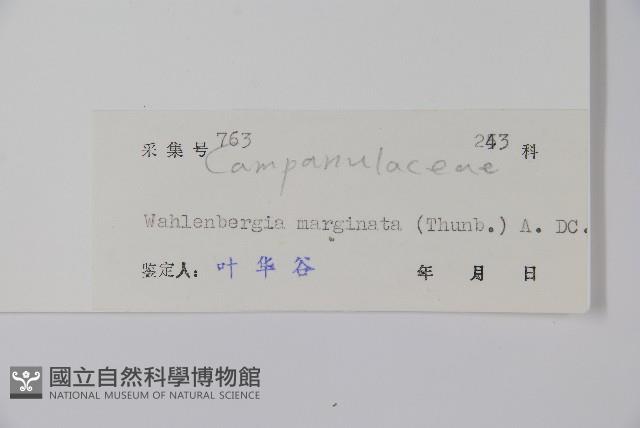 采集号 763 243 科
Campanulaceae
Wahlenbergia marginata (Thunb.) A. DC.
鉴定人: 叶华谷 年 月 日
國立自然科學博物館
NATIONAL MUSEUM OF NATURAL SCIENCE